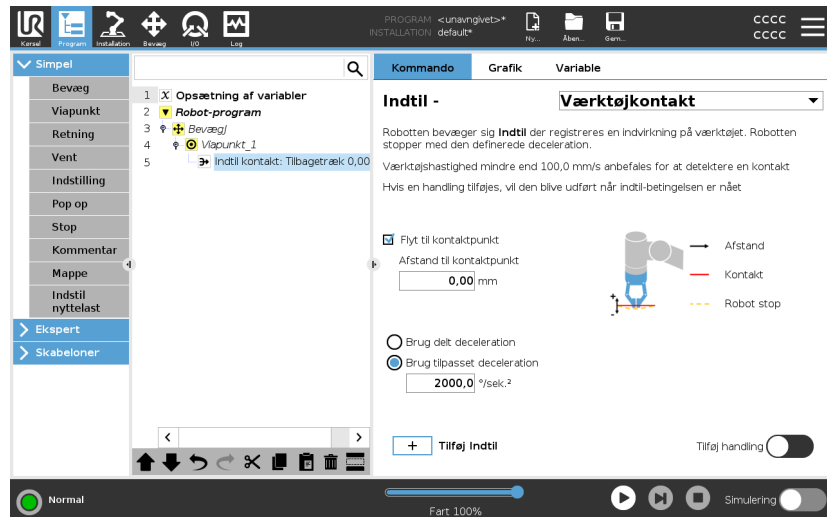 UR
PROGRAM <unavngivet>*
INSTALLATION default*
CCCC
CCCC
Kørsel Program Installation Bevæg I/O Log Ny... Åben... Gem...
Simpel
Bevæg
Viapunkt
Retning
Vent
Indstilling
Pop op
Stop
Kommentar
Mappe
Indstil
nyttelast
Ekspert
Skabeloner
1 X Opsætning af variabler
2 Robot-program
3 BevægJ
4 Viapunkt_1
5 Indtil kontakt: Tilbagetræk 0,00
Kommando Grafik Variable
Indtil - Værktøjkontakt
Robotten bevæger sig Indtil der registreres en indvirkning på værktøjet. Robotten
stopper med den definerede deceleration.
Værktøjshastighed mindre end 100,0 mm/s anbefales for at detektere en kontakt
Hvis en handling tilføjes, vil den blive udført når indtil-betingelsen er nået
Flyt til kontaktpunkt
Afstand til kontaktpunkt
0,00 mm
Afstand
Kontakt
Robot stop
+
-
Brug delt deceleration
Brug tilpasset deceleration
2000,0 °/sek.²
+ Tilføj Indtil
Tilføj handling
Normal
Fart 100%
Simulering